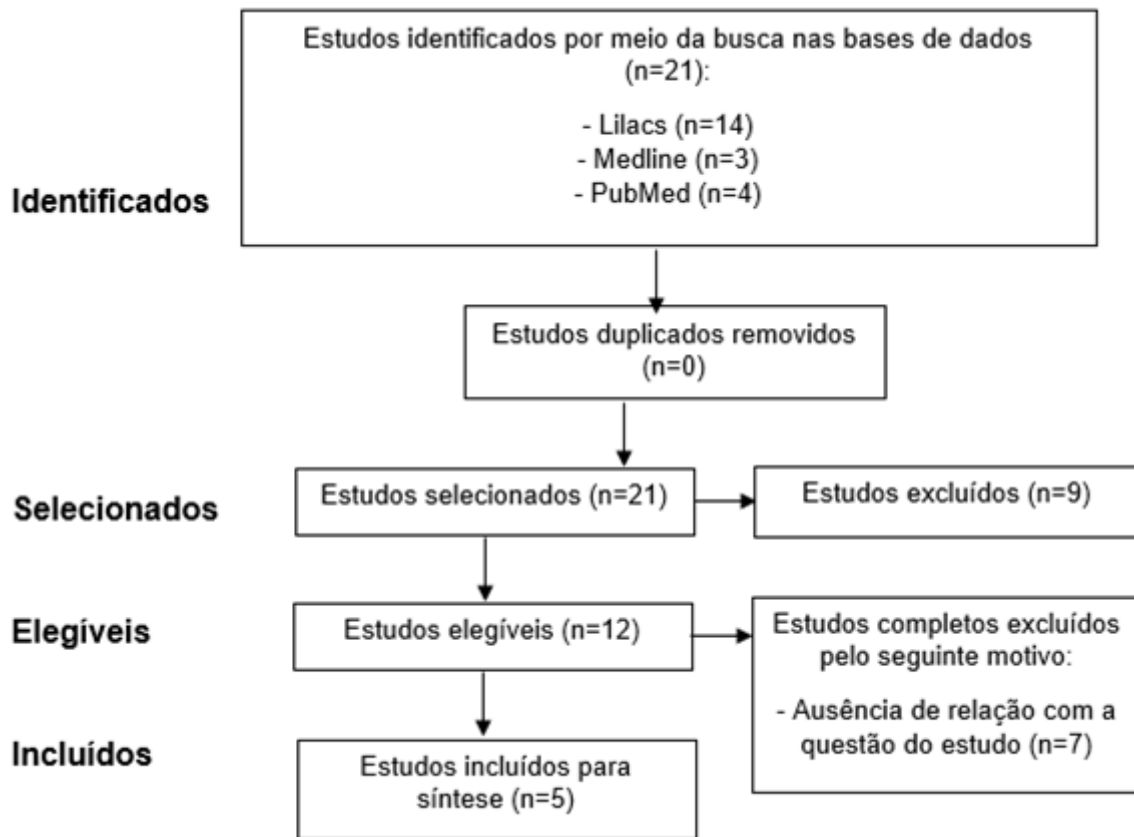 Estudos identificados por meio da busca nas bases de dados
(n=21):
- Lilacs (n=14)
- Medline (n=3)
- PubMed (n=4)
Identificados
Estudos duplicados removidos
(n=0)
Selecionados
Estudos selecionados (n=21)
Estudos excluídos (n=9)
Elegíveis
Estudos elegíveis (n=12)
Estudos completos excluídos
pelo seguinte motivo:
- Ausência de relação com a
questão do estudo (n=7)
Incluídos
Estudos incluídos para
síntese (n=5)